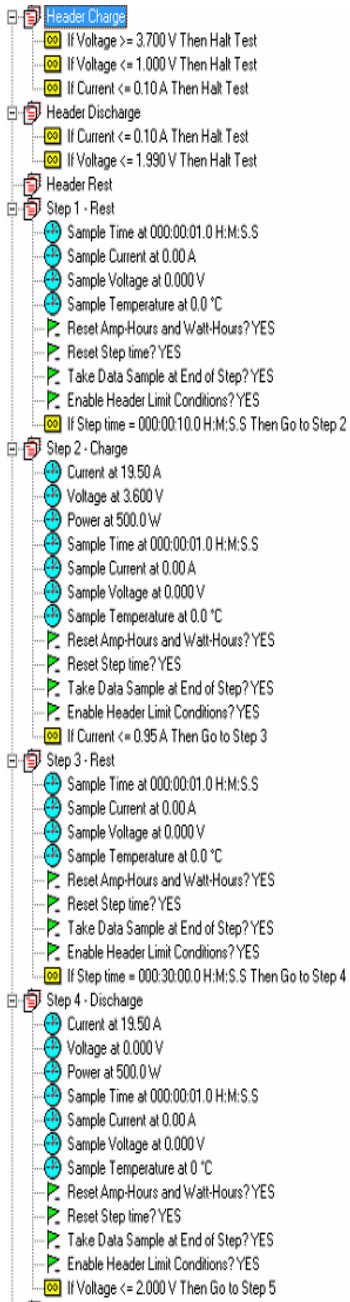 Header Charge
If Voltage >= 3.700 V Then Halt Test
If Voltage <= 1.000 V Then Halt Test
If Current <= 0.10 A Then Halt Test
Header Discharge
If Current <= 0.10 A Then Halt Test
If Voltage <= 1.990 V Then Halt Test
Header Rest
Step 1 - Rest
Sample Time at 000:00:01.0 H:M:S.S
Sample Current at 0.00 A
Sample Voltage at 0.000 V
Sample Temperature at 0.0 °C
Reset Amp-Hours and Watt-Hours? YES
Reset Step time? YES
Take Data Sample at End of Step? YES
Enable Header Limit Conditions? YES
If Step time = 000:00:10.0 H:M:S.S Then Go to Step 2
Step 2 - Charge
Current at 19.50 A
Voltage at 3.600 V
Power at 500.0 W
Sample Time at 000:00:01.0 H:M:S.S
Sample Current at 0.00 A
Sample Voltage at 0.000 V
Sample Temperature at 0.0 °C
Reset Amp-Hours and Watt-Hours? YES
Reset Step time? YES
Take Data Sample at End of Step? YES
Enable Header Limit Conditions? YES
If Current <= 0.95 A Then Go to Step 3
Step 3 - Rest
Sample Time at 000:00:01.0 H:M:S.S
Sample Current at 0.00 A
Sample Voltage at 0.000 V
Sample Temperature at 0.0 °C
Reset Amp-Hours and Watt-Hours? YES
Reset Step time? YES
Take Data Sample at End of Step? YES
Enable Header Limit Conditions? YES
If Step time = 000:30:00.0 H:M:S.S Then Go to Step 4
Step 4 - Discharge
Current at 19.50 A
Voltage at 0.000 V
Power at 500.0 W
Sample Time at 000:00:01.0 H:M:S.S
Sample Current at 0.00 A
Sample Voltage at 0.000 V
Sample Temperature at 0 °C
Reset Amp-Hours and Watt-Hours? YES
Reset Step time? YES
Take Data Sample at End of Step? YES
Enable Header Limit Conditions? YES
If Voltage <= 2.000 V Then Go to Step 5